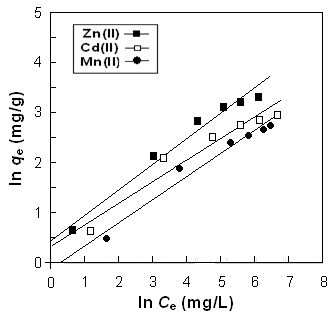 5
Zn(II)
Cd(II)
Mn(II)
4
3
2
1
0
ln qe (mg/g)
0 1 2 3 4 5 6 7 8
ln Ce (mg/L)